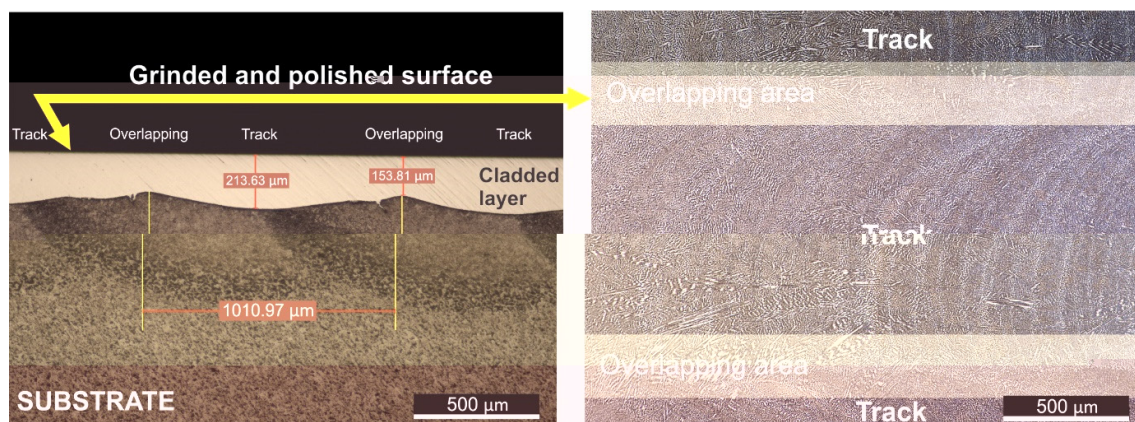 Grinded and polished surface
Track
Overlapping
Track
Overlapping
Track
213.63 µm
153.81 µm
Cladded
layer
1010.97 µm
SUBSTRATE
500 µm
Track
Overlapping area
Track
Overlapping area
Track
500 µm